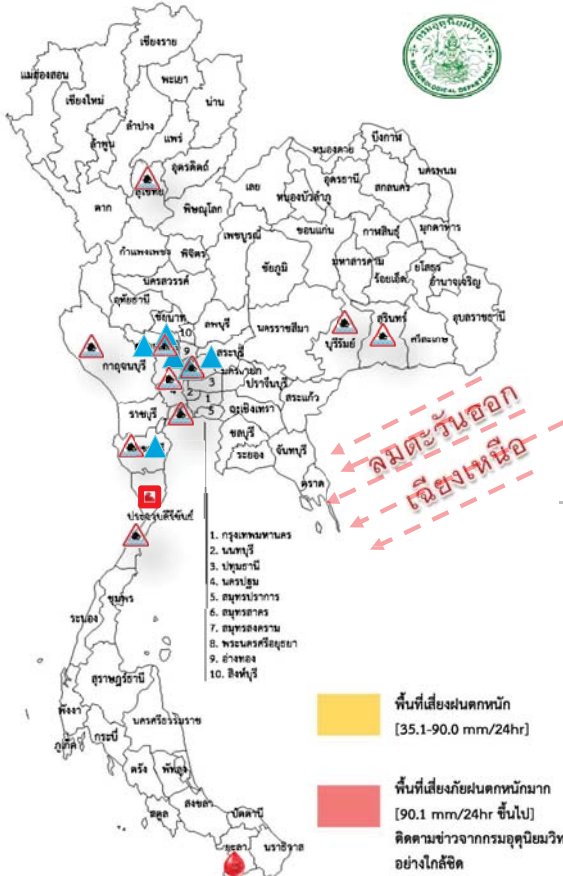 กรมอุตุนิยมวิทยา
METEOROLOGICAL DEPARTMENT
เชียงราย
แม่ฮ่องสอน
เชียงใหม่
พะเยา
น่าน
ลำปาง
ลำพูน
แพร่
อุตรดิตถ์
สุโขทัย
ตาก
พิษณุโลก
เลย
หนองคาย
บึงกาฬ
อุดรธานี
นครพนม
สกลนคร
หนองบัวลำภู
ขอนแก่น
กาฬสินธุ์
มุกดาหาร
กำแพงเพชร
พิจิตร
เพชรบูรณ์
ชัยภูมิ
มหาสารคาม
ร้อยเอ็ด
ยโสธร
อำนาจเจริญ
นครสวรรค์
อุทัยธานี
ชัยนาท
ลพบุรี
นครราชสีมา
บุรีรัมย์
สุรินทร์
ศรีสะเกษ
อุบลราชธานี
กาญจนบุรี
10
9
สระบุรี
นครนายก
ปราจีนบุรี
3
4
2
1
5
สระแก้ว
ฉะเชิงเทรา
ราชบุรี
ชลบุรี
ระยอง
จันทบุรี
ตราด
ลมตะวันออก
เฉียงเหนือ
ประจวบคีรีขันธ์
1. กรุงเทพมหานคร
2. นนทบุรี
3. ปทุมธานี
4. นครปฐม
5. สมุทรปราการ
6. สมุทรสาคร
7. สมุทรสงคราม
8. พระนครศรีอยุธยา
9. อ่างทอง
10. สิงห์บุรี
ชุมพร
ระนอง
สุราษฎร์ธานี
พังงา
นครศรีธรรมราช
กระบี่
ภูเก็ต
ตรัง
พัทลุง
สงขลา
สตูล
ปัตตานี
ยะลา
นราธิวาส
พื้นที่เสี่ยงฝนตกหนัก
[35.1-90.0 mm/24hr]
พื้นที่เสี่ยงภัยฝนตกหนักมาก
[90.1 mm/24hr ขึ้นไป]
ติดตามข่าวจากกรมอุตุนิยมวิท
อย่างใกล้ชิด